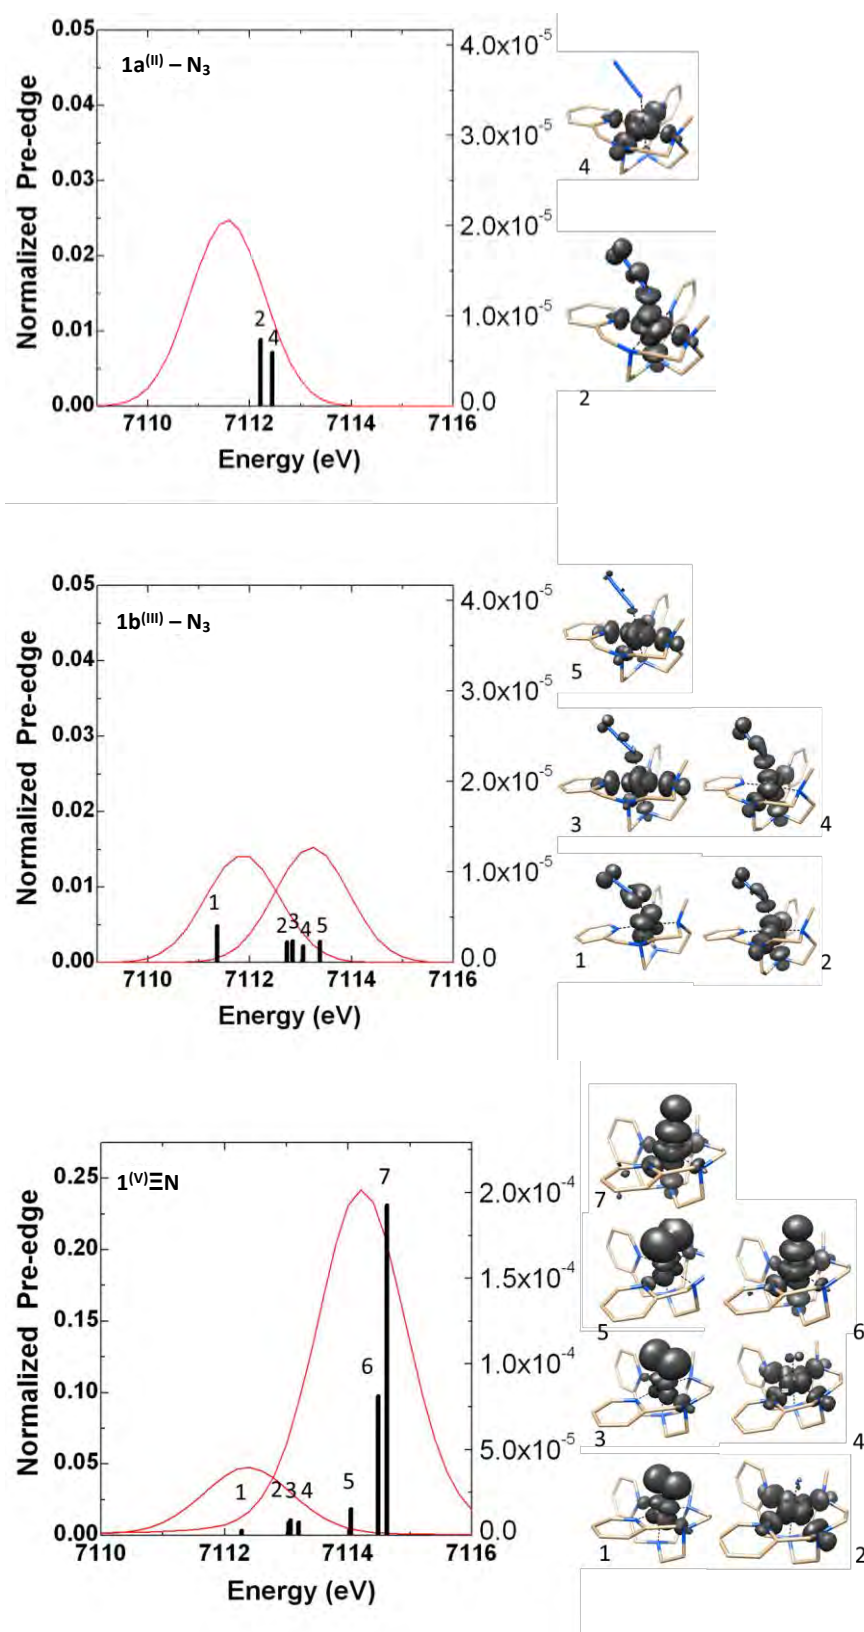 1a(II) – N3
Normalized Pre-edge
0.05
0.04
0.03
0.02
0.01
0.00
4.0x10-5
3.0x10-5
2.0x10-5
1.0x10-5
0.0
2
4
7110
7112
7114
7116
Energy (eV)
4
2
1b(III) – N3
Normalized Pre-edge
0.05
0.04
0.03
0.02
0.01
0.00
4.0x10-5
3.0x10-5
2.0x10-5
1.0x10-5
0.0
1
2
3
4
5
7110
7112
7114
7116
Energy (eV)
5
3
4
1
2
1(V)≡N
Normalized Pre-edge
0.25
0.20
0.15
0.10
0.05
0.00
2.0x10-4
1.5x10-4
1.0x10-4
5.0x10-5
0.0
1
2
3
4
5
6
7
7110
7112
7114
7116
Energy (eV)
7
5
6
3
4
1
2